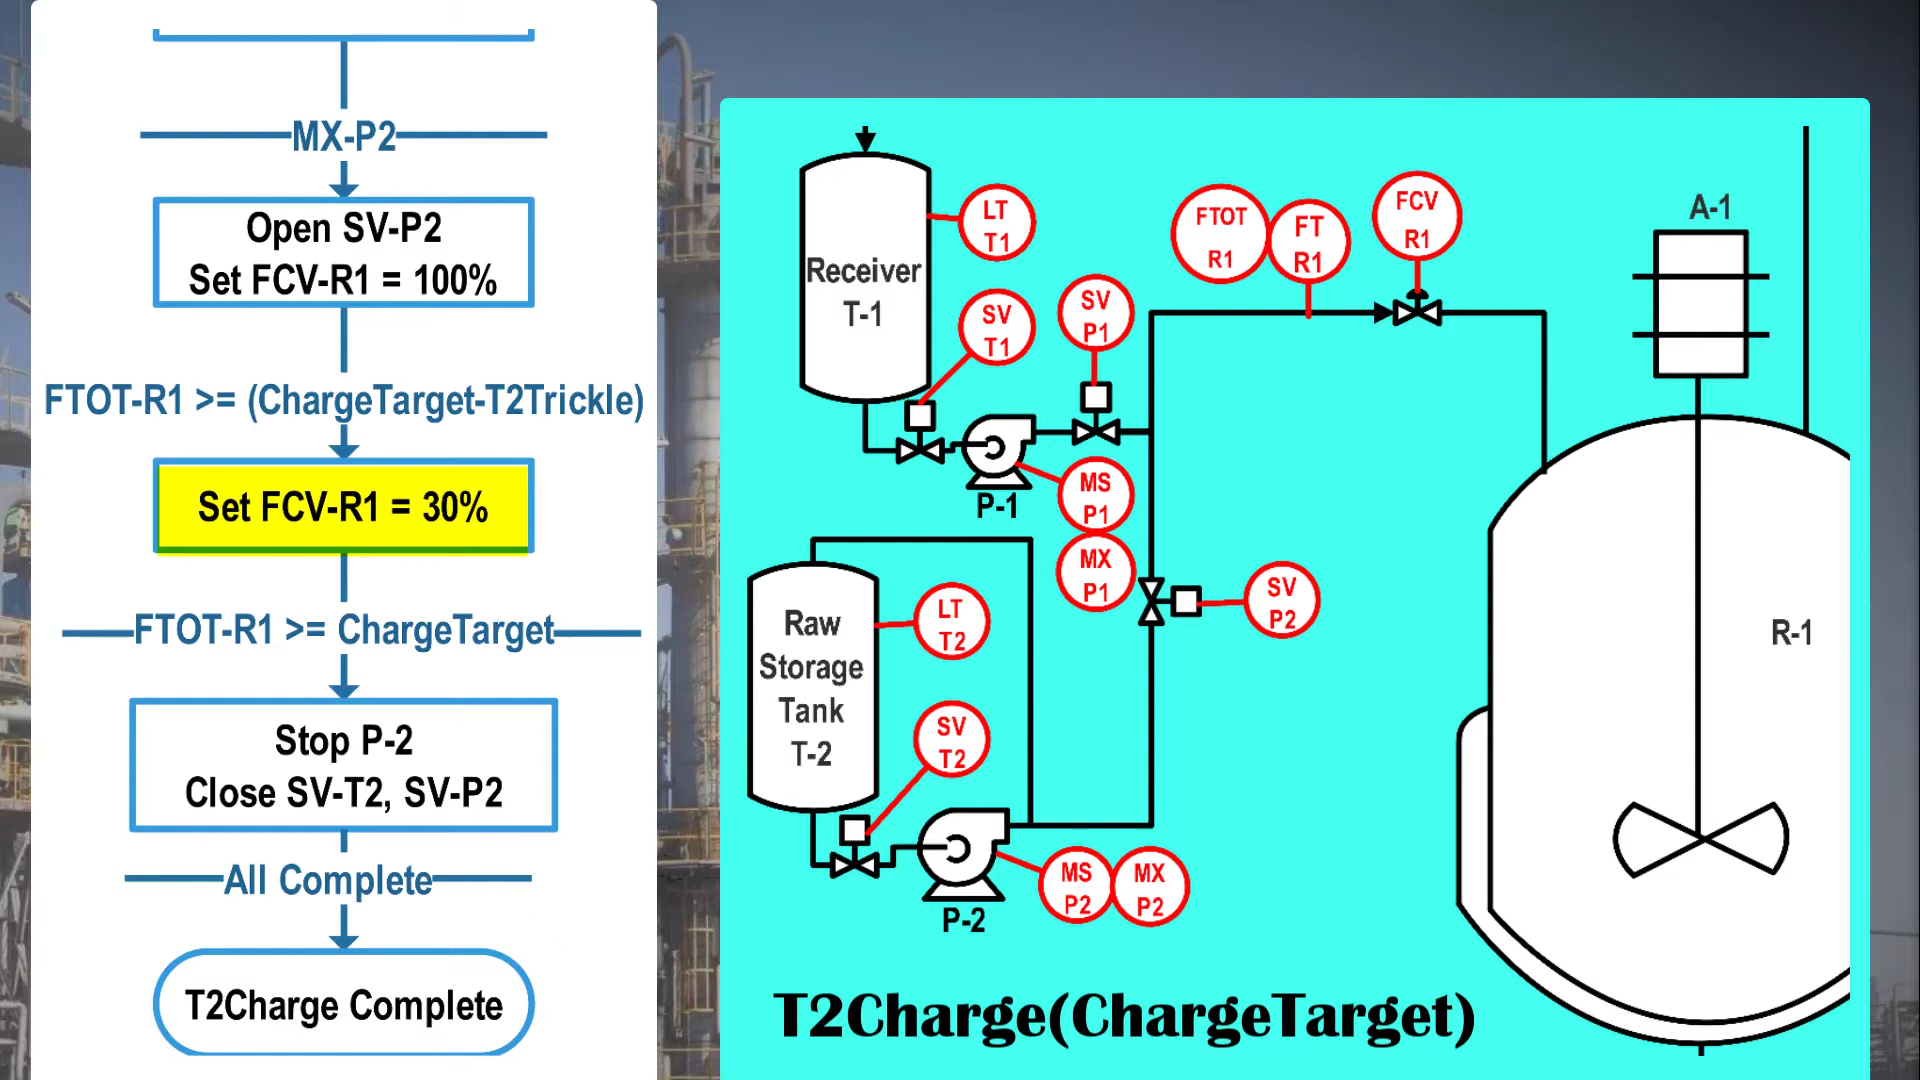 MX-P2
Open SV-P2
Set FCV-R1 = 100%
FTOT-R1 >= (ChargeTarget-T2Trickle)
Set FCV-R1 = 30%
FTOT-R1 >= ChargeTarget
Stop P-2
Close SV-T2, SV-P2
All Complete
T2Charge Complete
Receiver
T-1
LT
T1
SV
T1
SV
P1
P-1
MS
P1
MX
P1
FTOT
R1
FT
R1
FCV
R1
A-1
R-1
Raw
Storage
Tank
T-2
LT
T2
SV
T2
SV
P2
P-2
MS
P2
MX
P2
T2Charge(ChargeTarget)